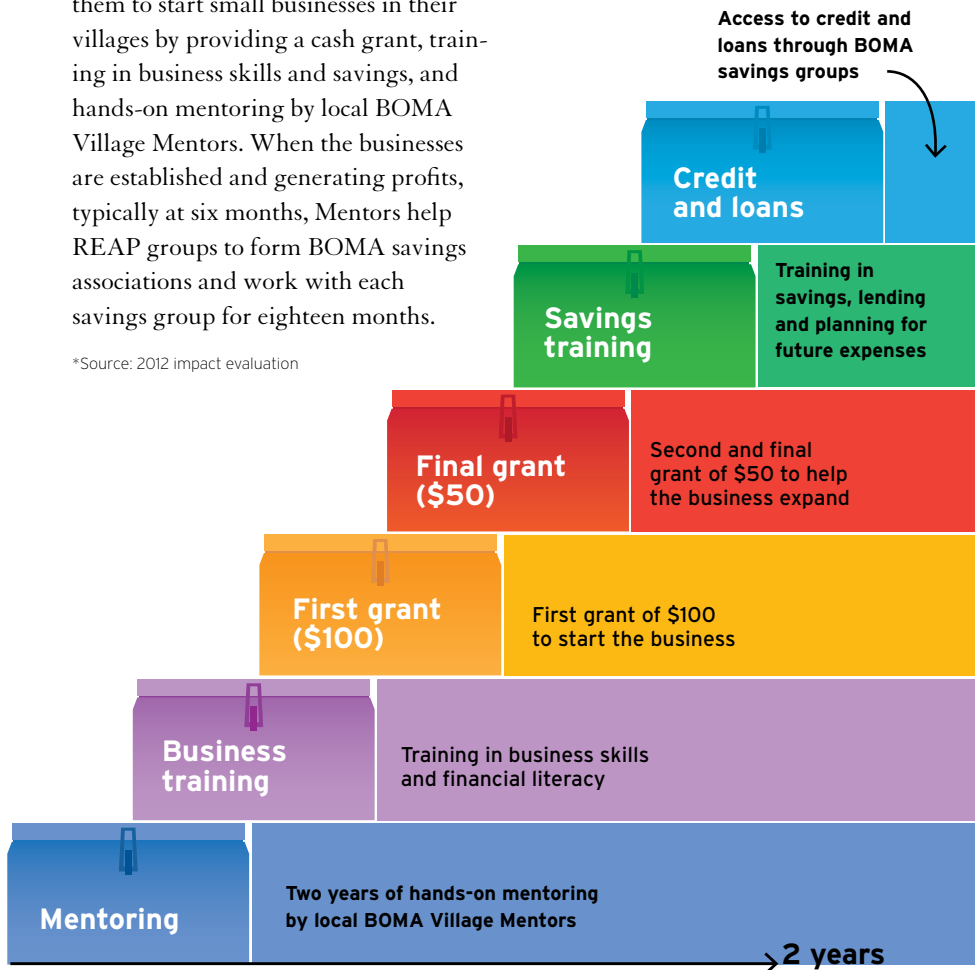 them to start small businesses in their
villages by providing a cash grant, train-
ing in business skills and savings, and
hands-on mentoring by local BOMA
Village Mentors. When the businesses
are established and generating profits,
typically at six months, Mentors help
REAP groups to form BOMA savings
associations and work with each
savings group for eighteen months.
*Source: 2012 impact evaluation
Access to credit and
loans through BOMA
savings groups
Credit
and loans
Savings
training
Training in
savings, lending
and planning for
future expenses
Final grant
($50)
Second and final
grant of $50 to help
the business expand
First grant
($100)
First grant of $100
to start the business
Business
training
Training in business skills
and financial literacy
Mentoring
Two years of hands-on mentoring
by local BOMA Village Mentors
2 years